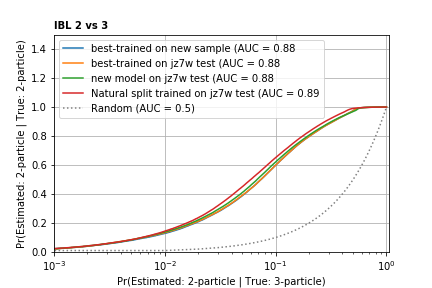 IBL 2 vs 3
1.4
1.2
1.0
0.8
0.6
0.4
0.2
0.0
Pr(Estimated: 2-particle | True: 2-particle)
best-trained on new sample (AUC = 0.88
best-trained on jz7w test (AUC = 0.88
new model on jz7w test (AUC = 0.88
Natural split trained on jz7w test (AUC = 0.89
Random (AUC = 0.5)
10⁻³
10⁻²
10⁻¹
10⁰
Pr(Estimated: 2-particle | True: 3-particle)